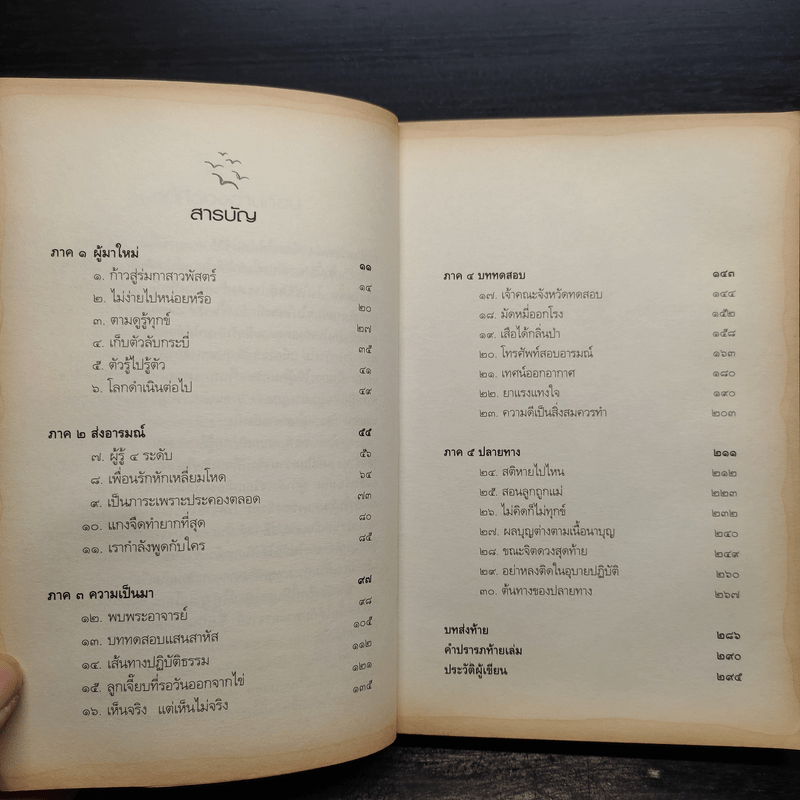 สารบัญ
ภาค ๑ ผู้มาใหม่ ๑๑
๑. ก้าวสู่ร่มกาสาวพัสตร์ ๑๔
๒. ไม่ง่ายไปหน่อยหรือ ๒๐
๓. ตามดูรู้ทุกข์ ๒๗
๔. เก็บตัวลับกระบี่ ๓๕
๕. ตัวรู้ไปรู้ตัว ๔๑
๖. โลกดำเนินต่อไป ๔๙
ภาค ๒ ส่งอารมณ์ ๕๕
๗. ผู้รู้ ๔ ระดับ ๕๖
๘. เพื่อนรักหักเหลี่ยมโหด ๖๔
๙. เป็นภาระเพราะประคองตลอด ๗๓
๑๐. แกงจืดทำยากที่สุด ๘๐
๑๑. เรากำลังพูดกับใคร ๘๕
ภาค ๓ ความเป็นมา ๙๗
๑๒. พบพระอาจารย์ ๙๘
๑๓. บททดสอบแสนสาหัส ๑๐๕
๑๔. เส้นทางปฏิบัติธรรม ๑๑๒
๑๕. ลูกเจี๊ยบที่รอวันออกจากไข่ ๑๒๑
๑๖. เห็นจริง แต่เห็นไม่จริง ๑๓๕
ภาค ๔ บททดสอบ ๑๔๓
๑๗. เจ้าคณะจังหวัดทดสอบ ๑๔๔
๑๘. มัดหมี่ออกโรง ๑๕๒
๑๙. เสือได้กลิ่นป่า ๑๕๘
๒๐. โทรศัพท์สอบอารมณ์ ๑๖๓
๒๑. เทศน์ออกอากาศ ๑๘๐
๒๒. ยาแรงแทงใจ ๑๙๐
๒๓. ความดีเป็นสิ่งสมควรทำ ๒๐๓
ภาค ๕ ปลายทาง ๒๑๑
๒๔. สติหายไปไหน ๒๑๒
๒๕. สอนลูกถูกแม่ ๒๒๓
๒๖. ไม่คิดก็ไม่ทุกข์ ๒๓๒
๒๗. ผลบุญต่างตามเนื้อนาบุญ ๒๔๐
๒๘. ขณะจิตดวงสุดท้าย ๒๔๙
๒๙. อย่าหลงติดในอุบายปฏิบัติ ๒๖๐
๓๐. ต้นทางของปลายทาง ๒๖๗
บทส่งท้าย ๒๘๖
คำปรารภท้ายเล่ม ๒๙๐
ประวัติผู้เขียน ๒๙๔